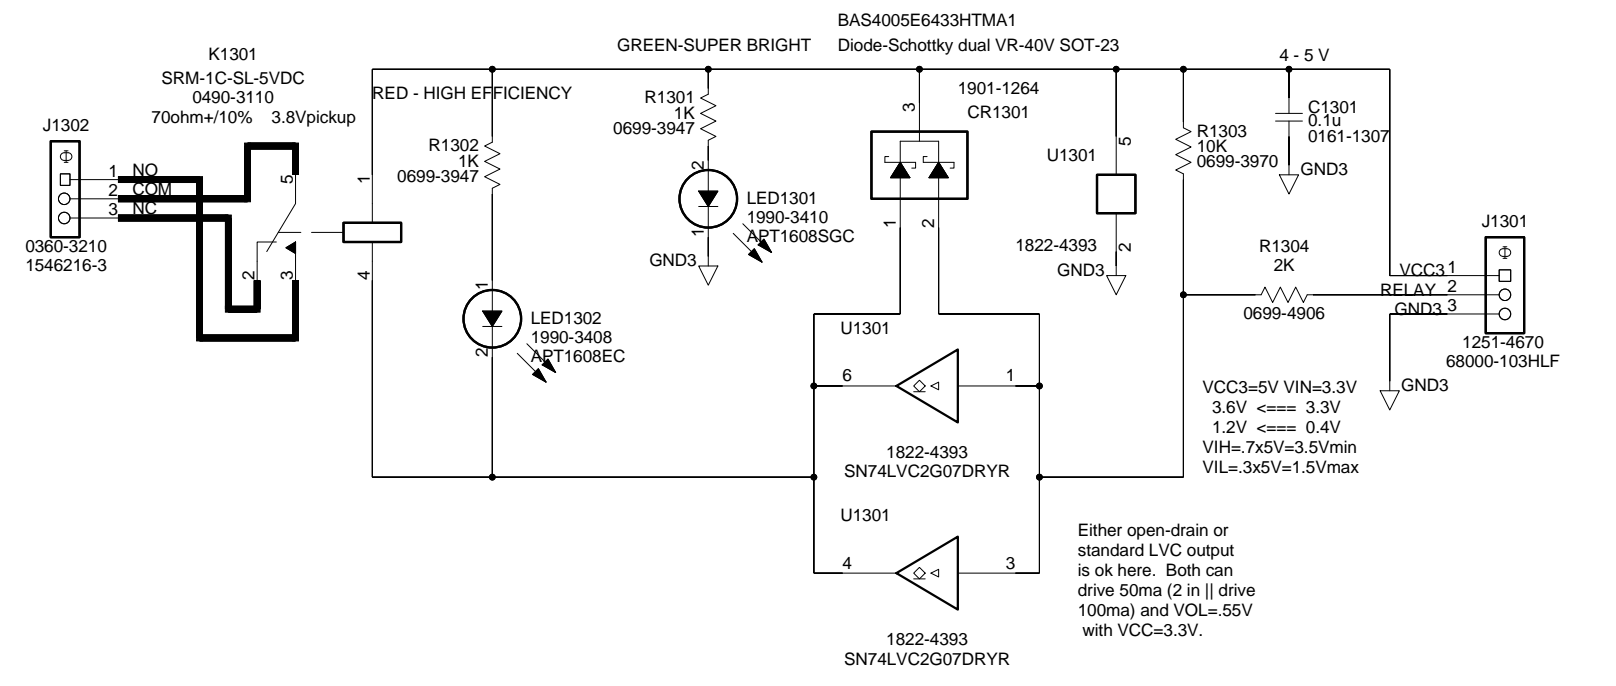 BAS4005E6433HTMA1
GREEN-SUPER BRIGHT
Diode-Schottky dual VR-40V SOT-23
4 - 5 V
K1301
SRM-1C-SL-5VDC
0490-3110
70ohm+/10% 3.8Vpickup
RED - HIGH EFFICIENCY
J1302
Φ
1 NO
2 COM
3 NC
0360-3210
1546216-3
5
2
3
1
4
R1302
1K
0699-3947
1
LED1302
1990-3408
APT1608EC
2
R1301
1K
0699-3947
2
LED1301
1990-3410
APT1608SGC
1
GND3
3
1901-1264
CR1301
1
2
U1301
5
1822-4393
2
GND3
R1303
10K
0699-3970
C1301
0.1u
0161-1307
GND3
R1304
2K
0699-4906
J1301
Φ
VCC3 1
RELAY 2
GND3 3
1251-4670
68000-103HLF
GND3
U1301
6
1
1822-4393
SN74LVC2G07DRYR
U1301
4
3
1822-4393
SN74LVC2G07DRYR
VCC3=5V VIN=3.3V
3.6V <=== 3.3V
1.2V <=== 0.4V
VIH=.7x5V=3.5Vmin
VIL=.3x5V=1.5Vmax
Either open-drain or
standard LVC output
is ok here. Both can
drive 50ma (2 in || drive
100ma) and VOL=.55V
with VCC=3.3V.